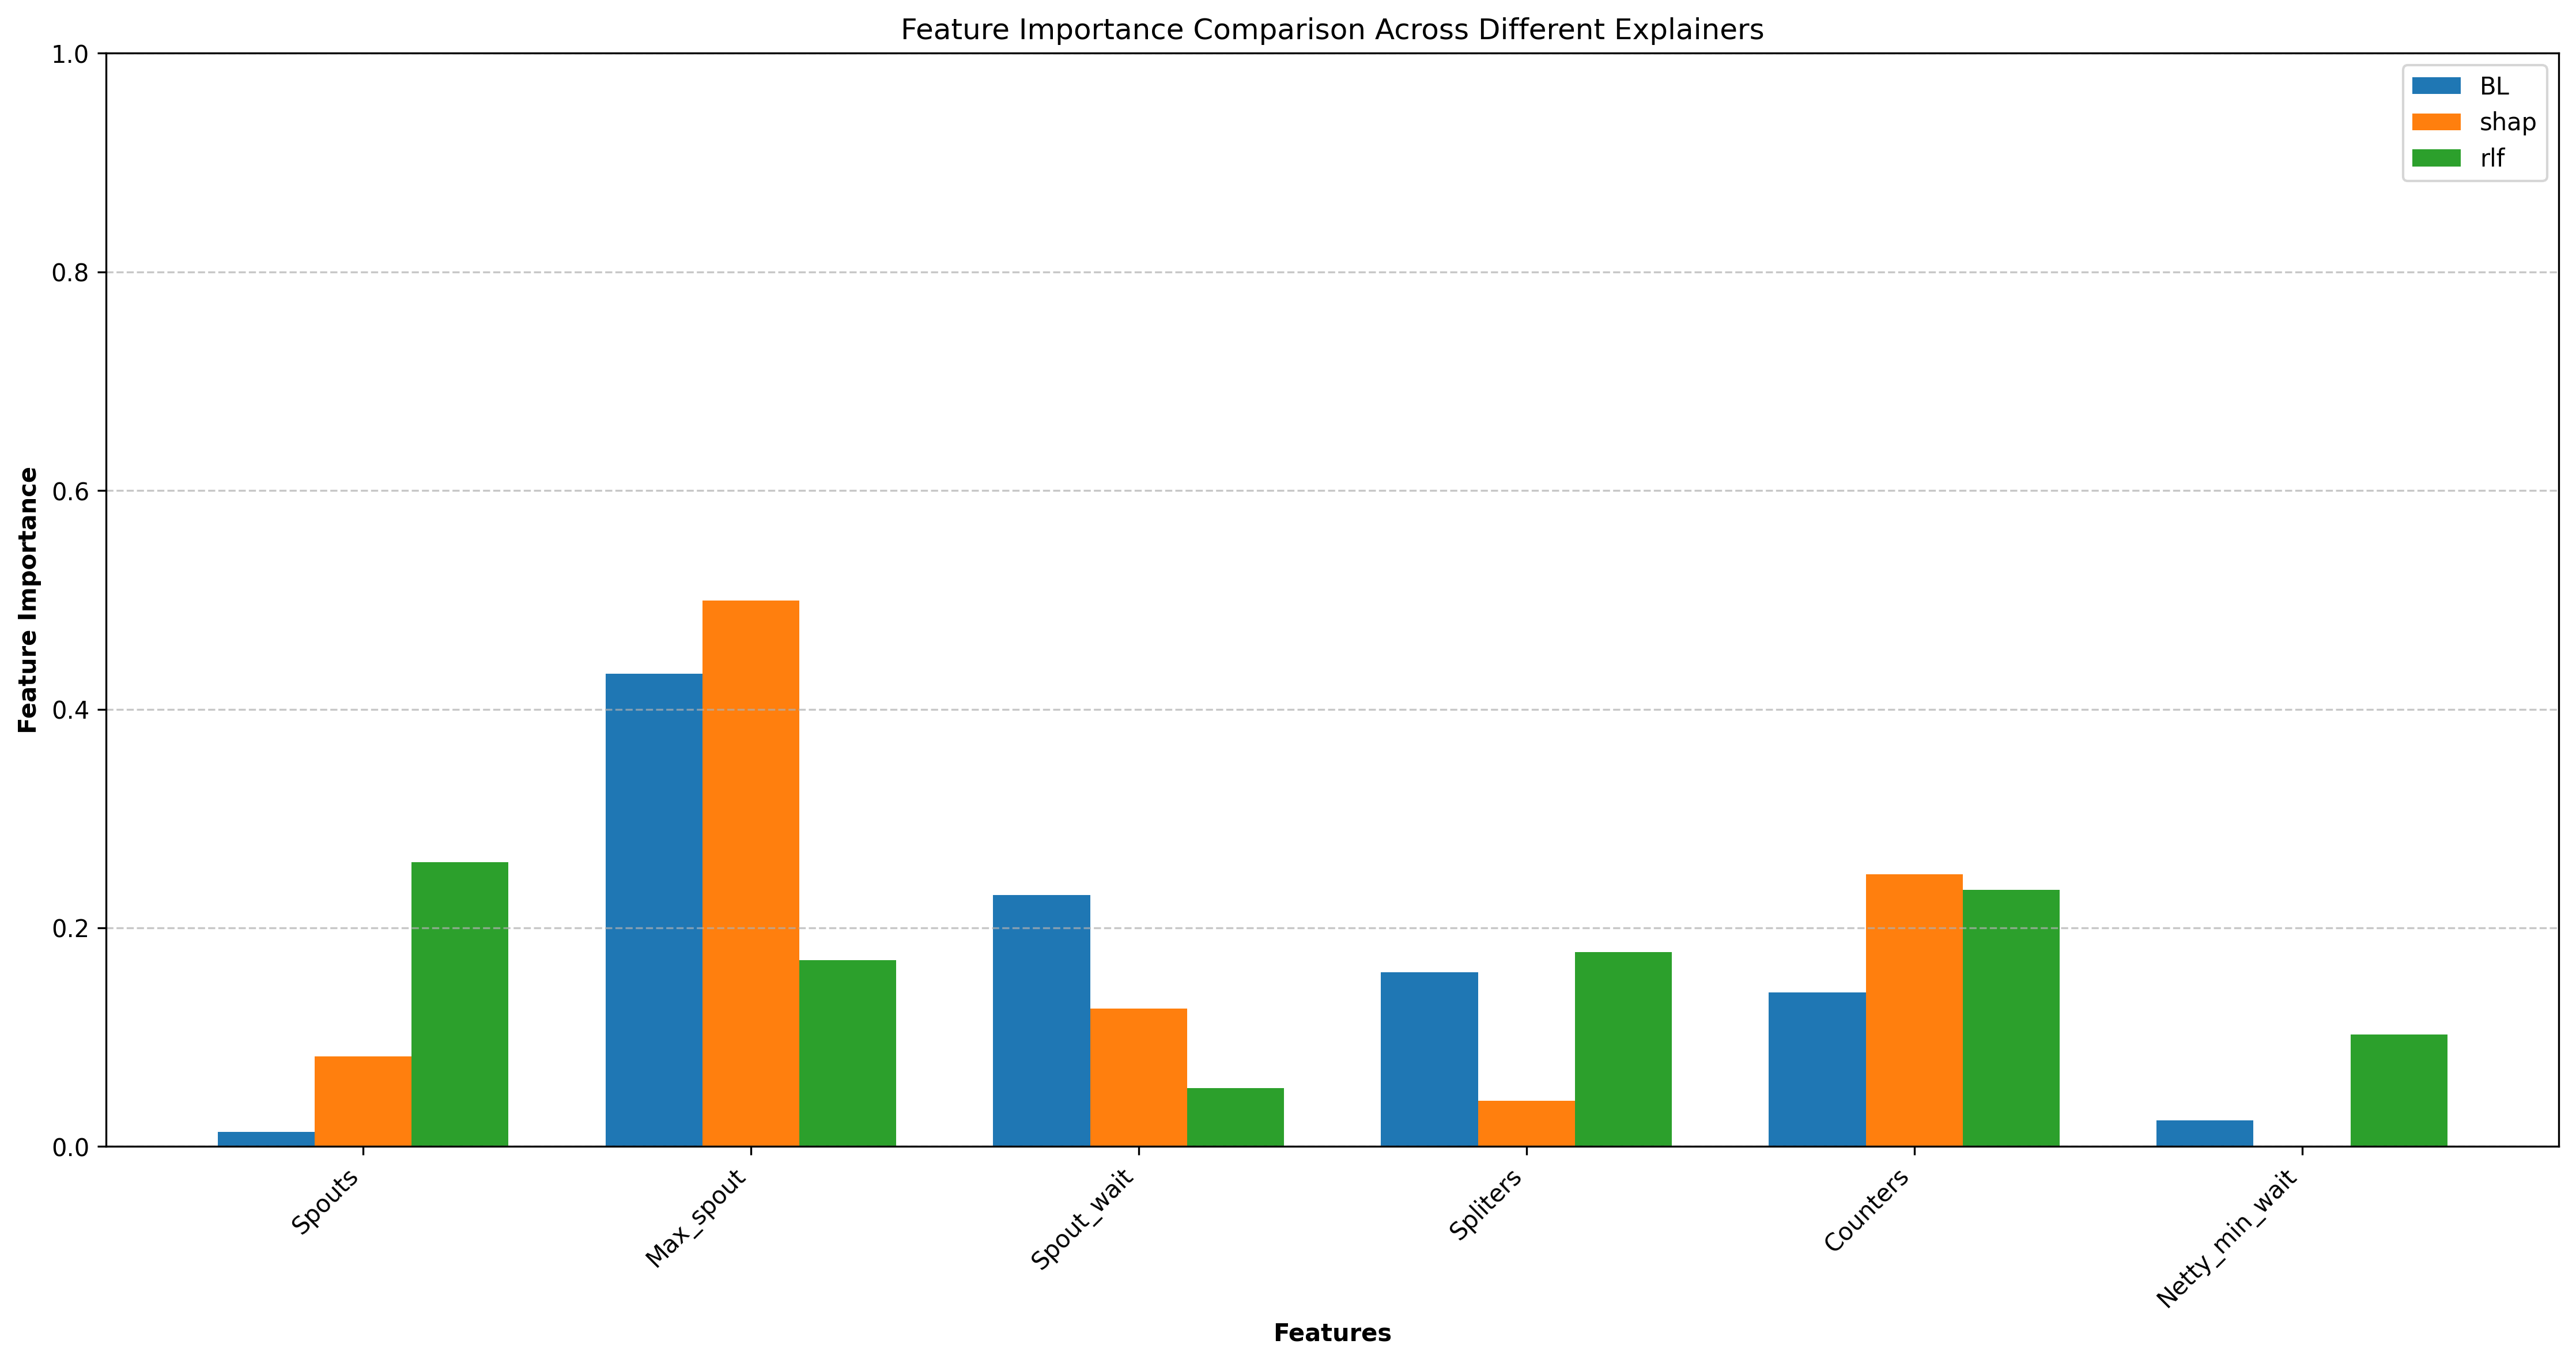 Feature Importance Comparison Across Different Explainers
1.0
0.8
0.6
0.4
0.2
0.0
Feature Importance
BL
shap
rlf
Spouts
Max_spout
Spout_wait
Spliters
Counters
Netty_min_wait
Features